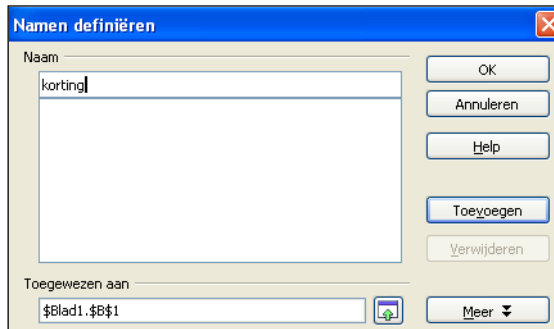 Namen definiëren
Naam
korting
OK
Annuleren
Help
Toevoegen
Verwijderen
Toegewezen aan
$Blad1.$B$1
Meer